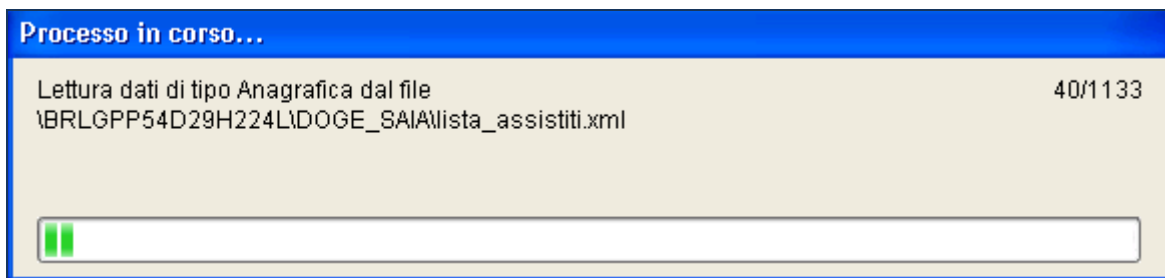 Processo in corso...
Lettura dati di tipo Anagrafica dal file 40/1133
\BRLGPP54D29H224L\DOGE_SAIA\lista_assistiti.xml